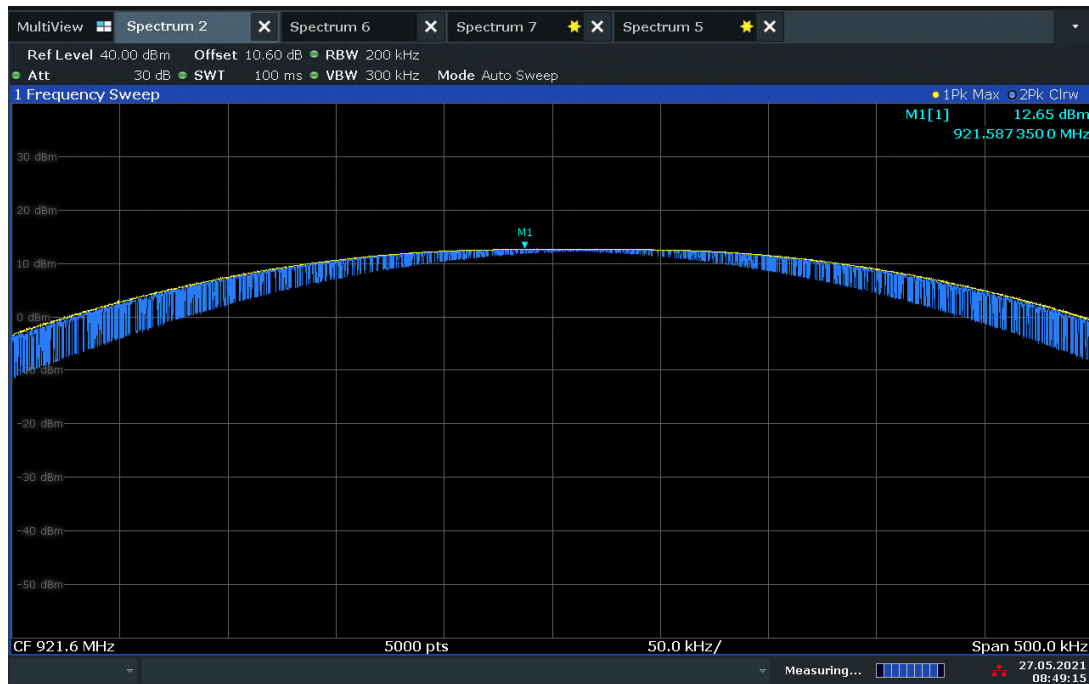 MultiView Spectrum 2 X Spectrum 6 X Spectrum 7 X Spectrum 5 X
Ref Level 40.00 dBm Offset 10.60 dB RBW 200 kHz
Att 30 dB SWT 100 ms VBW 300 kHz Mode Auto Sweep
1 Frequency Sweep 1Pk Max 2Pk Clrw
M1[1] 12.65 dBm
921.587 350 0 MHz
30 dBm
20 dBm
M1
10 dBm
0 dBm
-20 dBm
-30 dBm
-40 dBm
-50 dBm
CF 921.6 MHz 5000 pts 50.0 kHz/ Span 500.0 kHz
Measuring... 27.05.2021
08:49:15